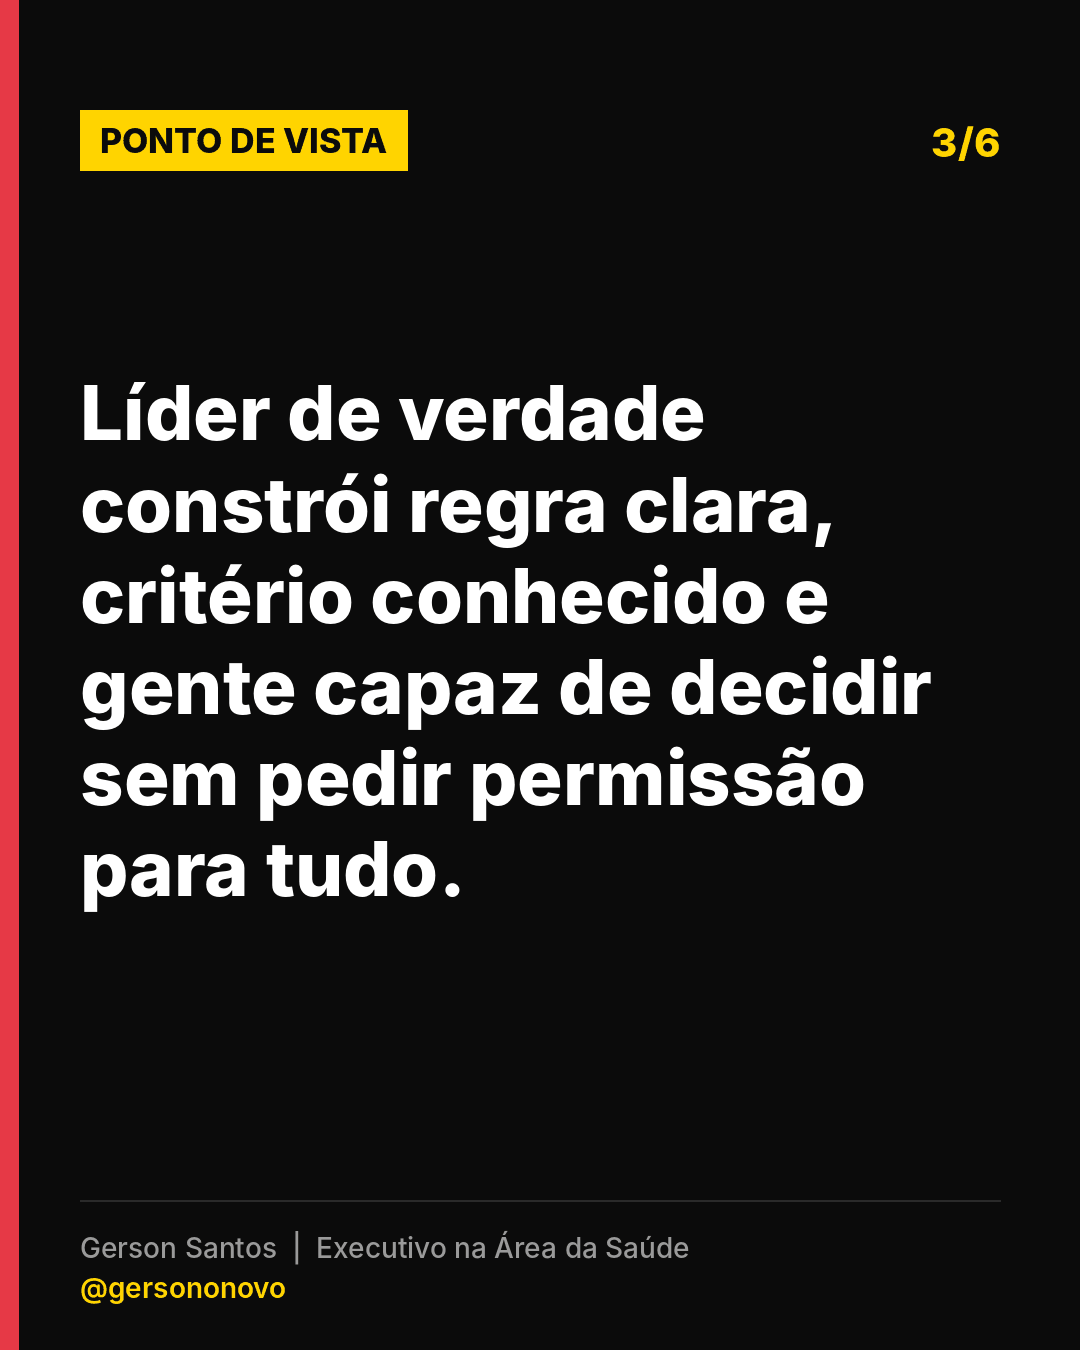 PONTO DE VISTA
3/6
Líder de verdade
constrói regra clara,
critério conhecido e
gente capaz de decidir
sem pedir permissão
para tudo.
Gerson Santos | Executivo na Área da Saúde
@gersononovo